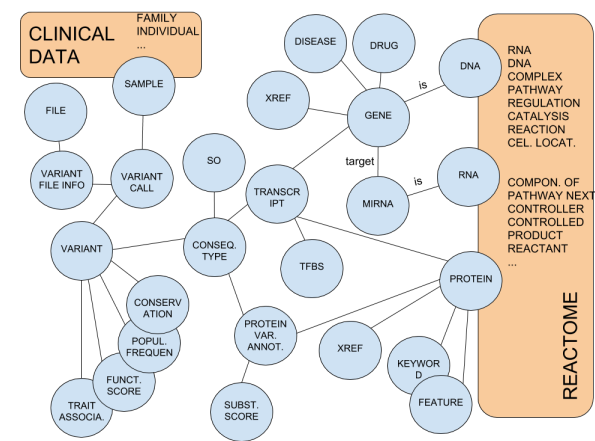 CLINICAL
DATA
FAMILY
INDIVIDUAL
...
SAMPLE
FILE
VARIANT
FILE INFO
VARIANT
CALL
VARIANT
CONSERV
ATION
POPUL.
FREQUEN
FUNCT.
SCORE
TRAIT
ASSOCIA.
SO
CONSEQ.
TYPE
TRANSCR
IPT
TFBS
PROTEIN
VAR.
ANNOT.
SUBST.
SCORE
DISEASE
DRUG
XREF
GENE
is
DNA
target
MIRNA
is
RNA
PROTEIN
XREF
KEYWOR
D
FEATURE
RNA
DNA
COMPLEX
PATHWAY
REGULATION
CATALYSIS
REACTION
CEL. LOCAT.
COMPON. OF
PATHWAY NEXT
CONTROLLER
CONTROLLED
PRODUCT
REACTANT
...
REACTOME